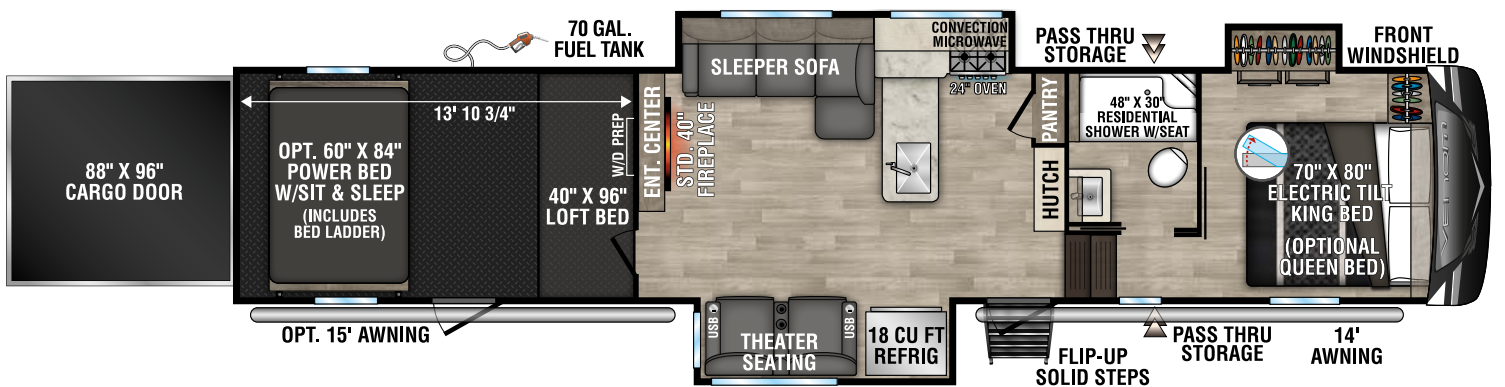 88" X 96"
CARGO DOOR
70 GAL.
FUEL TANK
13' 10 3/4"
OPT. 60" X 84"
POWER BED
W/SIT & SLEEP
(INCLUDES
BED LADDER)
40" X 96"
LOFT BED
W/D PREP
ENT. CENTER
STD. 40"
FIREPLACE
SLEEPER SOFA
CONVECTION
MICROWAVE
24" OVEN
PANTRY
HUTCH
PASS THRU
STORAGE
48" X 30"
RESIDENTIAL
SHOWER W/SEAT
FRONT
WINDSHIELD
70" X 80"
ELECTRIC TILT
KING BED
(OPTIONAL
QUEEN BED)
OPT. 15' AWNING
USB
THEATER
SEATING
USB
18 CU FT
REFRIG
FLIP-UP
SOLID STEPS
PASS THRU
STORAGE
14'
AWNING